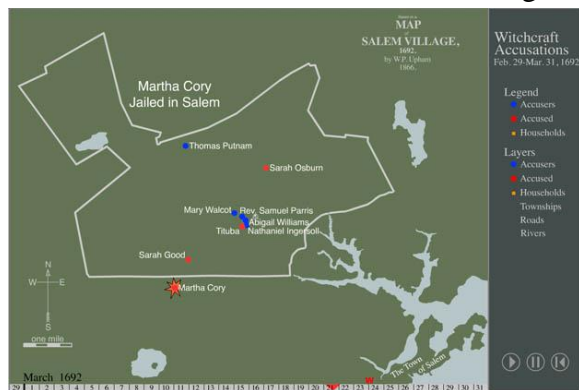 Based on a
MAP
OF
SALEM VILLAGE,
1692.
by W.P. Upham
1866.
Witchcraft
Accusations
Feb. 29-Mar. 31, 1692
Martha Cory
Jailed in Salem
Legend
Accusers
Accused
Households
Layers
Accusers
Accused
Households
Townships
Roads
Rivers
Thomas Putnam
Sarah Osburn
Mary Walcot
Rev. Samuel Parris
Abigail Williams
Tituba
Nathaniel Ingersoll
Sarah Good
Martha Cory
N
W E
S
one mile
The Town of Salem
March 1692
29 1 2 3 4 5 6 7 8 9 10 11 12 13 14 15 16 17 18 19 20 22 23 24 25 26 27 28 29 30 31